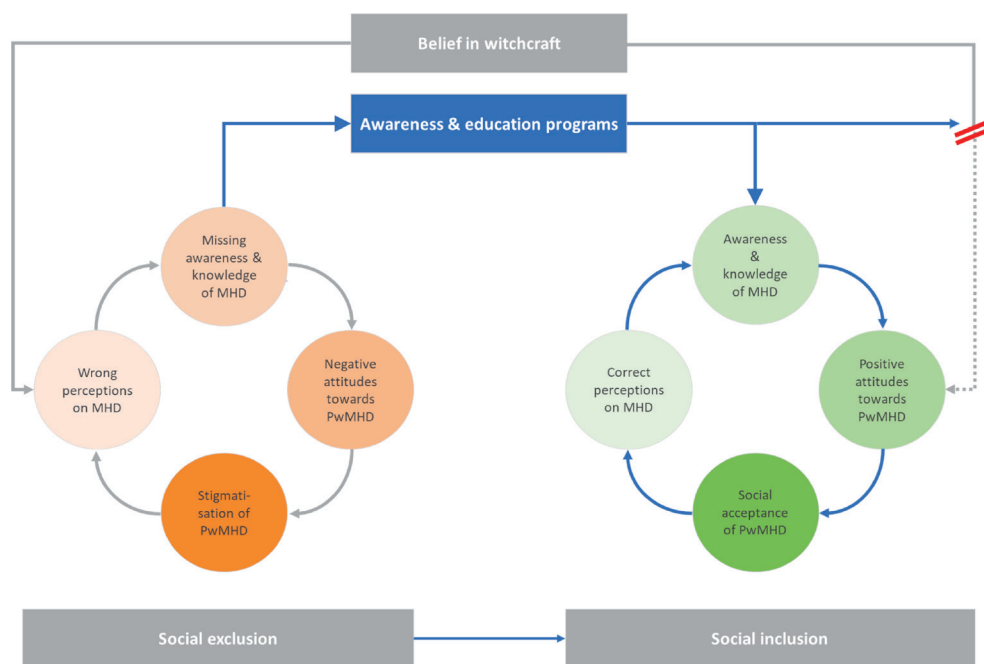 Belief in witchcraft
Awareness & education programs
Missing
awareness &
knowledge
of MHD
Negative
attitudes
towards
PwMHD
Stigmati-
sation of
PwMHD
Wrong
perceptions
on MHD
Awareness
&
knowledge
of MHD
Positive
attitudes
towards
PwMHD
Social
acceptance
of PwMHD
Correct
perceptions
on MHD
Social exclusion
Social inclusion